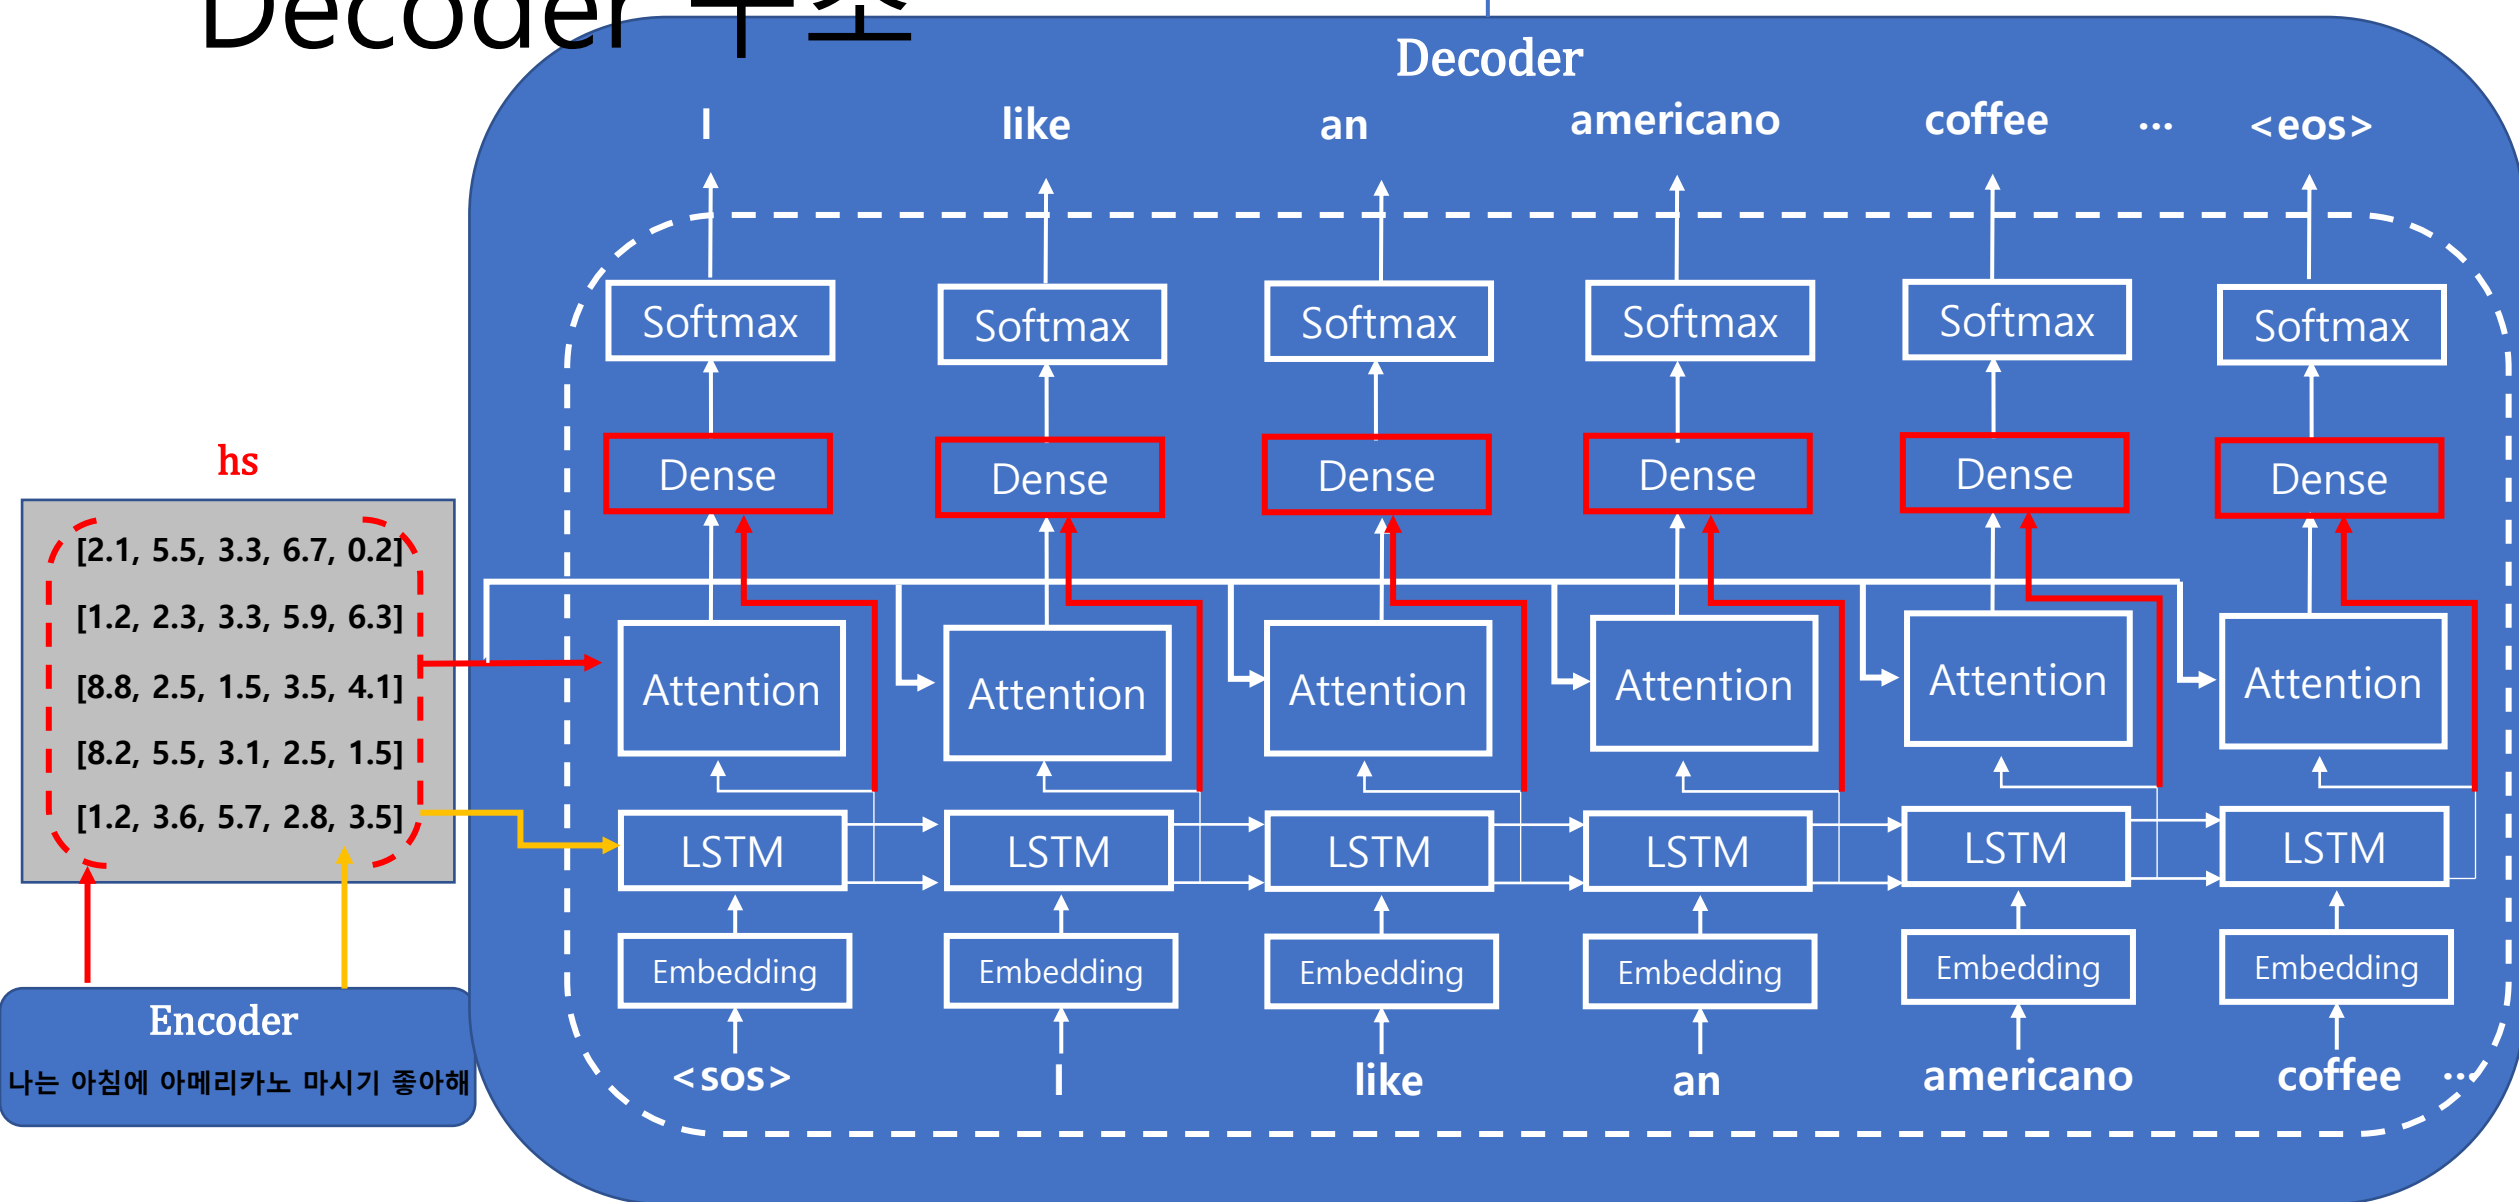 Decoder 구조
Decoder
I like an americano coffee ... <eos>
Softmax Softmax Softmax Softmax Softmax Softmax
hs
Dense Dense Dense Dense Dense Dense
[2.1, 5.5, 3.3, 6.7, 0.2]
[1.2, 2.3, 3.3, 5.9, 6.3]
[8.8, 2.5, 1.5, 3.5, 4.1]
[8.2, 5.5, 3.1, 2.5, 1.5]
[1.2, 3.6, 5.7, 2.8, 3.5]
Attention Attention Attention Attention Attention Attention
LSTM LSTM LSTM LSTM LSTM LSTM
Embedding Embedding Embedding Embedding Embedding Embedding
Encoder
나는 아침에 아메리카노 마시기 좋아해
<sos> I like an americano coffee ...